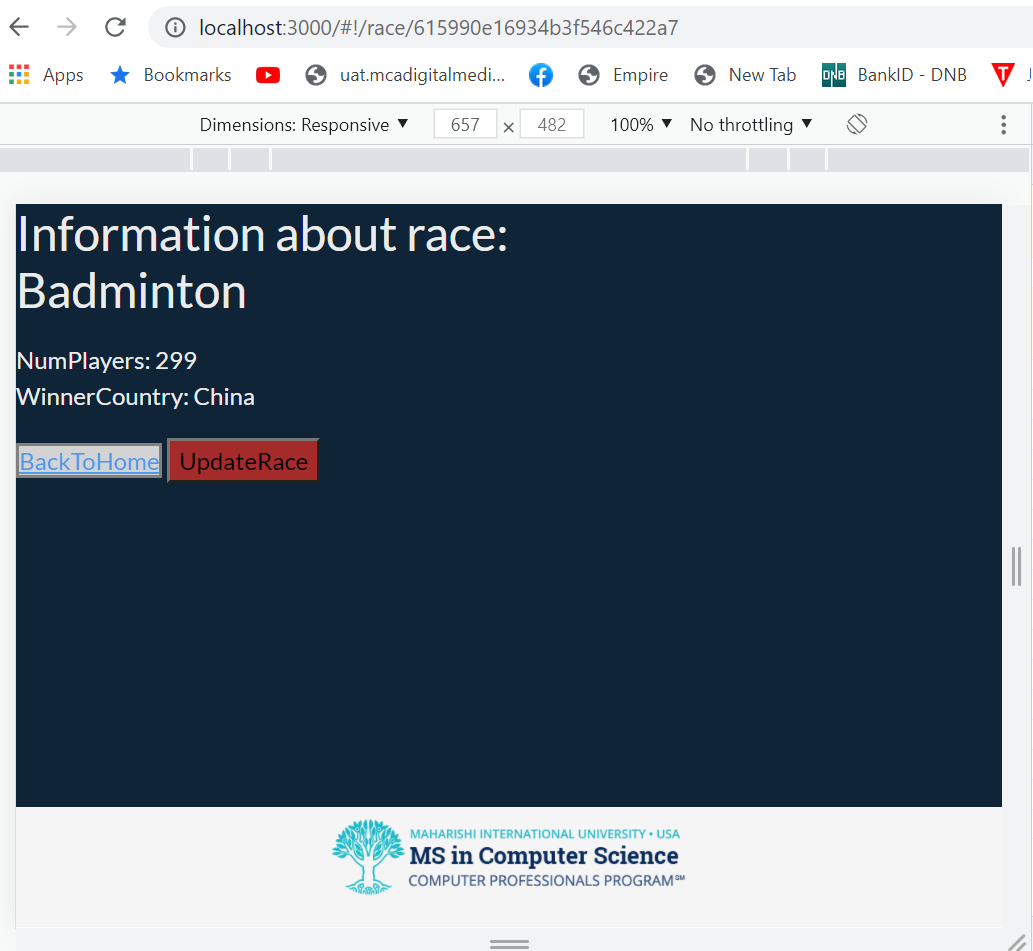 localhost:3000/#!/race/615990e16934b3f546c422a7
Apps Bookmarks uat.mcadigitalmedi... Empire New Tab DNB BankID - DNB T
Dimensions: Responsive 657 × 482 100% No throttling
Information about race:
Badminton
NumPlayers: 299
WinnerCountry: China
BackToHome UpdateRace
MAHARISHI INTERNATIONAL UNIVERSITY • USA
MS in Computer Science
COMPUTER PROFESSIONALS PROGRAM℠